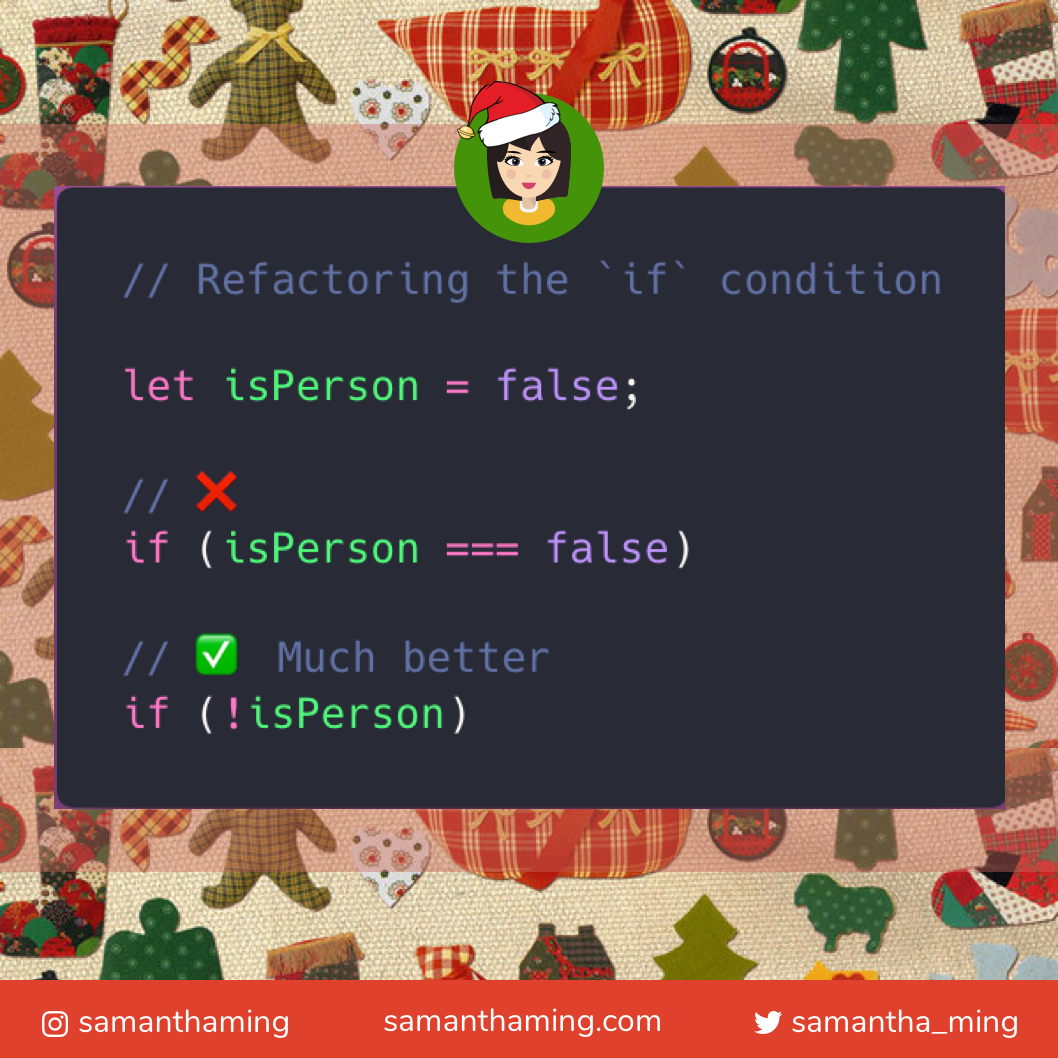 // Refactoring the `if` condition
let isPerson = false;
// ❌
if (isPerson === false)
// ✅ Much better
if (!isPerson)
samanthaming
samanthaming.com
samantha_ming